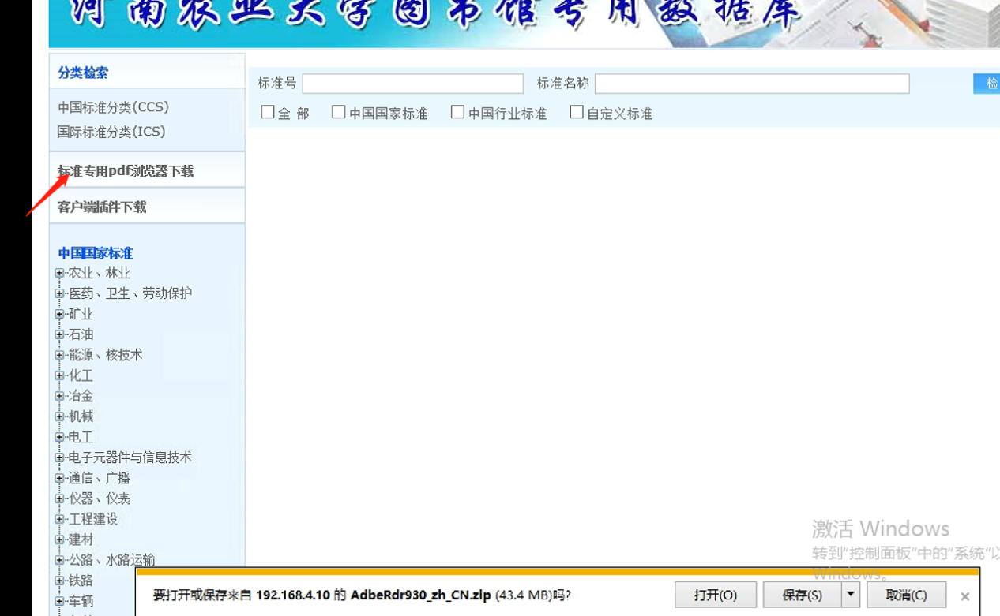 河南农业大学图书馆专用数据库
分类检索
中国标准分类(CCS)
国际标准分类(ICS)
标准专用pdf浏览器下载
客户端插件下载
标准号 标准名称 检
全 部 中国国家标准 中国行业标准 自定义标准
中国国家标准
农业、林业
医药、卫生、劳动保护
矿业
石油
能源、核技术
化工
冶金
机械
电工
电子元器件与信息技术
通信、广播
仪器、仪表
工程建设
建材
公路、水路运输
铁路
车辆
激活 Windows
转到"控制面板"中的"系统"以
Windows。
要打开或保存来自 192.168.4.10 的 AdbeRdr930_zh_CN.zip (43.4 MB)吗? 打开(O) 保存(S) 取消(C) ×